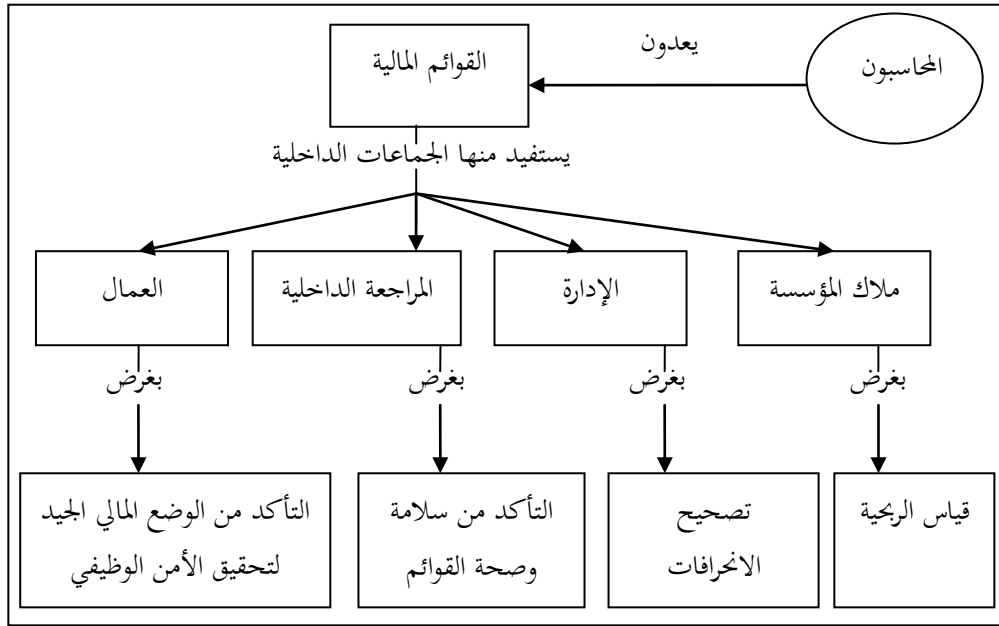 المحاسبون
يعدون
القوائم المالية
يستفيد منها الجماعات الداخلية
ملاك المؤسسة
الإدارة
المراجعة الداخلية
العمال
بغرض
بغرض
بغرض
بغرض
قياس الربحية
تصحيح
الانحرافات
التأكد من سلامة
وصحة القوائم
التأكد من الوضع المالي الجيد
لتحقيق الأمن الوظيفي